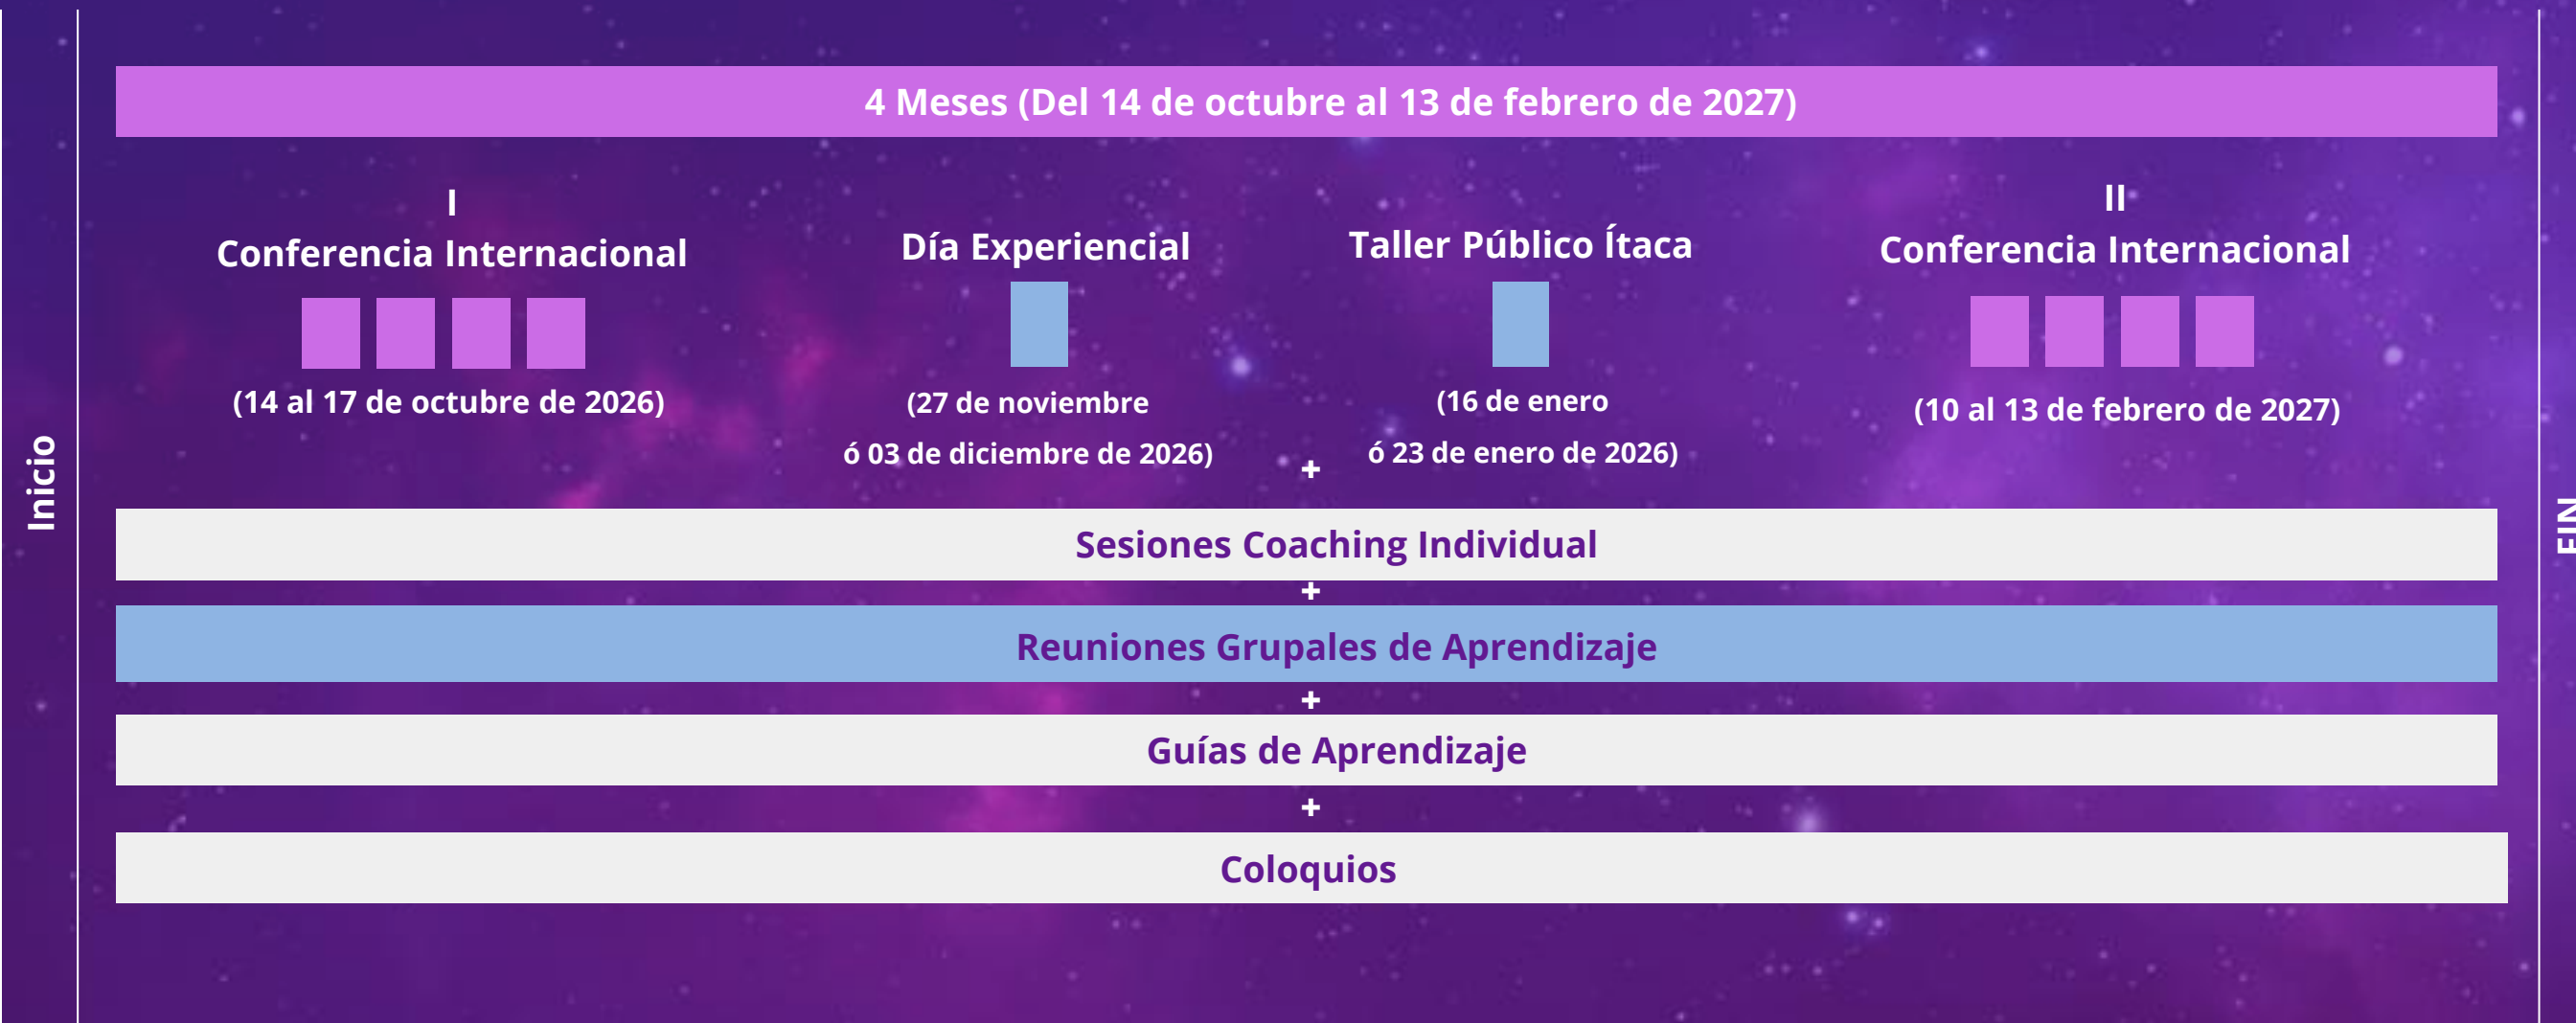 4 Meses (Del 14 de octubre al 13 de febrero de 2027)
I
Conferencia Internacional
(14 al 17 de octubre de 2026)
Día Experiencial
(27 de noviembre
ó 03 de diciembre de 2026)
Taller Público Ítaca
(16 de enero
ó 23 de enero de 2026)
II
Conferencia Internacional
(10 al 13 de febrero de 2027)
Inicio
FIN
+
Sesiones Coaching Individual
+
Reuniones Grupales de Aprendizaje
+
Guías de Aprendizaje
+
Coloquios